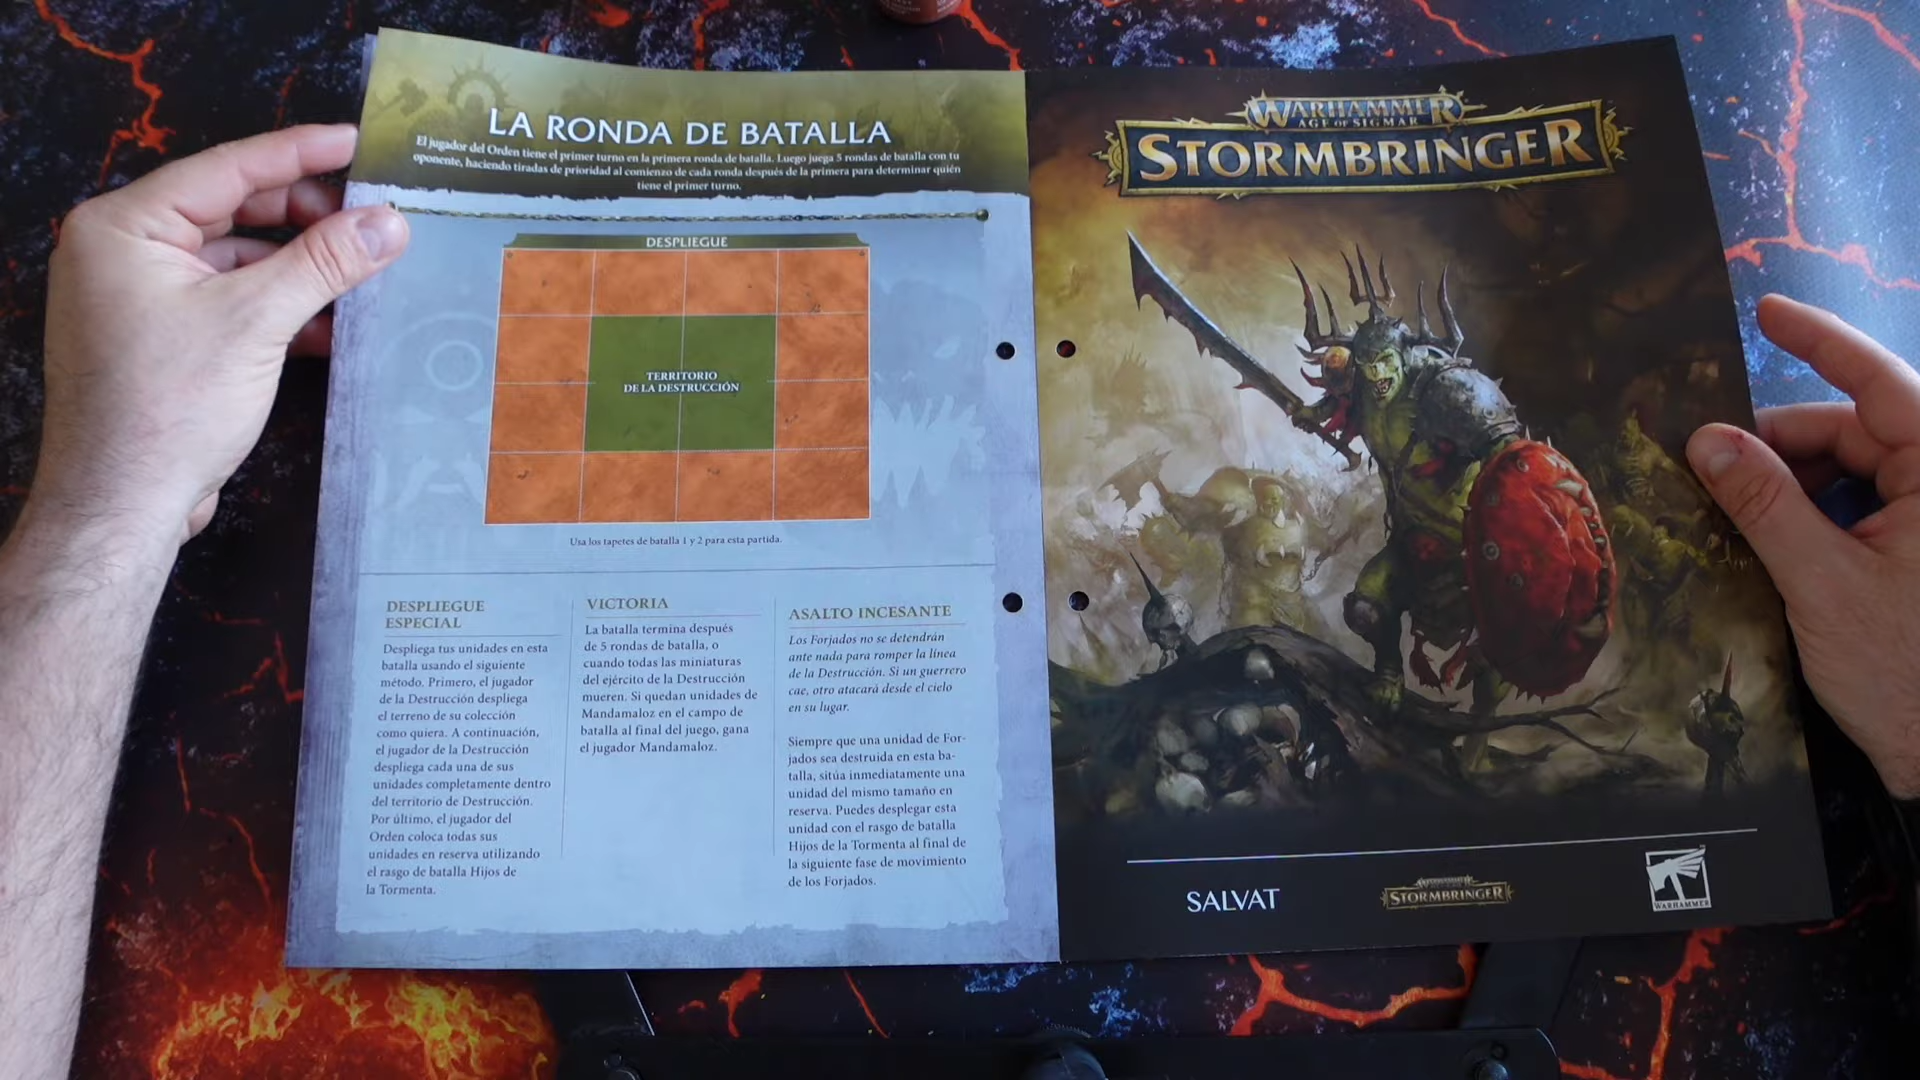 LA RONDA DE BATALLA
El jugador del Orden tiene el primer turno en la primera ronda de batalla. Luego juega 5 rondas de batalla con tu
oponente, haciendo tiradas de prioridad al comienzo de cada ronda después de la primera para determinar quién
tiene el primer turno.
DESPLIEGUE
TERRITORIO
DE LA DESTRUCCIÓN
Usa los tapetes de batalla 1 y 2 para esta partida.
DESPLIEGUE
ESPECIAL
Despliega tus unidades en esta
batalla usando el siguiente
método. Primero, el jugador
de la Destrucción despliega
el terreno de su colección
como quiera. A continuación,
el jugador de la Destrucción
despliega cada una de sus
unidades completamente dentro
del territorio de Destrucción.
Por último, el jugador del
Orden coloca todas sus
unidades en reserva utilizando
el rasgo de batalla Hijos de
la Tormenta.
VICTORIA
La batalla termina después
de 5 rondas de batalla, o
cuando todas las miniaturas
del ejército de la Destrucción
mueren. Si quedan unidades de
Mandamaloz en el campo de
batalla al final del juego, gana
el jugador Mandamaloz.
ASALTO INCESANTE
Los Forjados no se detendrán
ante nada para romper la línea
de la Destrucción. Si un guerrero
cae, otro atacará desde el cielo
en su lugar.
Siempre que una unidad de For-
jados sea destruida en esta ba-
talla, sitúa inmediatamente una
unidad del mismo tamaño en
reserva. Puedes desplegar esta
unidad con el rasgo de batalla
Hijos de la Tormenta al final de
la siguiente fase de movimiento
de los Forjados.
WARHAMMER
AGE OF SIGMAR
STORMBRINGER
SALVAT
STORMBRINGER
WARHAMMER